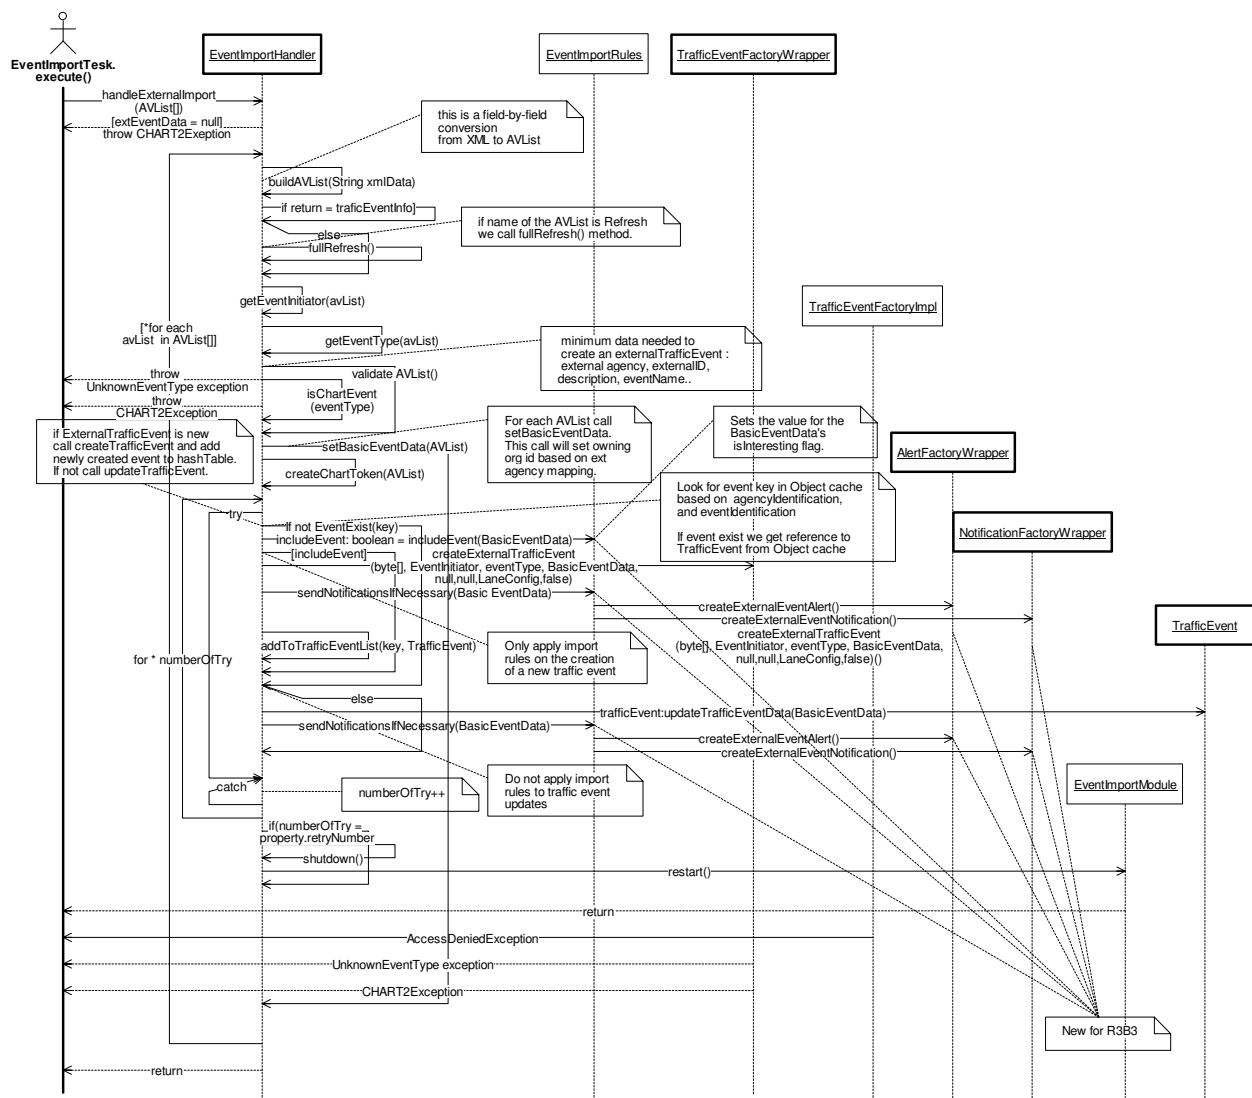 EventImportTesk.
execute()
EventImportHandler
EventImportRules
TrafficEventFactoryWrapper
handleExternalImport
(AVList[])
[extEventData = null]
throw CHART2Exeption
this is a field-by-field
conversion
from XML to AVList
buildAVList(String xmlData)
if return = traficEventInfo]
else
fullRefresh()
if name of the AVList is Refresh
we call fullRefresh() method.
getEventInitiator(avList)
TrafficEventFactoryImpl
[*for each
avList in AVList[]]
getEventType(avList)
minimum data needed to
create an externalTrafficEvent :
external agency, externalID,
description, eventName..
validate AVList()
throw
UnknownEventType exception
isChartEvent
(eventType)
throw
CHART2Exception
if ExternalTrafficEvent is new
call createTrafficEvent and add
newly created event to hashTable.
If not call updateTrafficEvent.
For each AVList call
setBasicEventData.
This call will set owning
org id based on ext
agency mapping.
Sets the value for the
BasicEventData's
isInteresting flag.
setBasicEventData(AVList)
AlertFactoryWrapper
createChartToken(AVList)
Look for event key in Object cache
based on agencyIdentification,
and eventIdentification
If event exist we get reference to
TrafficEvent from Object cache
try
If not EventExist(key)
includeEvent: boolean = includeEvent(BasicEventData)
NotificationFactoryWrapper
[includeEvent]
createExternalTrafficEvent
(byte[], EventInitiator, eventType, BasicEventData,
null,null,LaneConfig,false)
sendNotificationsIfNecessary(Basic EventData)
createExternalEventAlert()
createExternalEventNotification()
TrafficEvent
createExternalTrafficEvent
(byte[], EventInitiator, eventType, BasicEventData,
null,null,LaneConfig,false)()
addToTrafficEventList(key, TrafficEvent)
Only apply import
rules on the creation
of a new traffic event
for * numberOfTry
else
trafficEvent:updateTrafficEventData(BasicEventData)
sendNotificationsIfNecessary(BasicEventData)
createExternalEventAlert()
createExternalEventNotification()
catch
numberOfTry++
Do not apply import
rules to traffic event
updates
EventImportModule
if(numberOfTry =
property.retryNumber
shutdown()
restart()
return
AccessDeniedException
UnknownEventType exception
CHART2Exception
New for R3B3
return